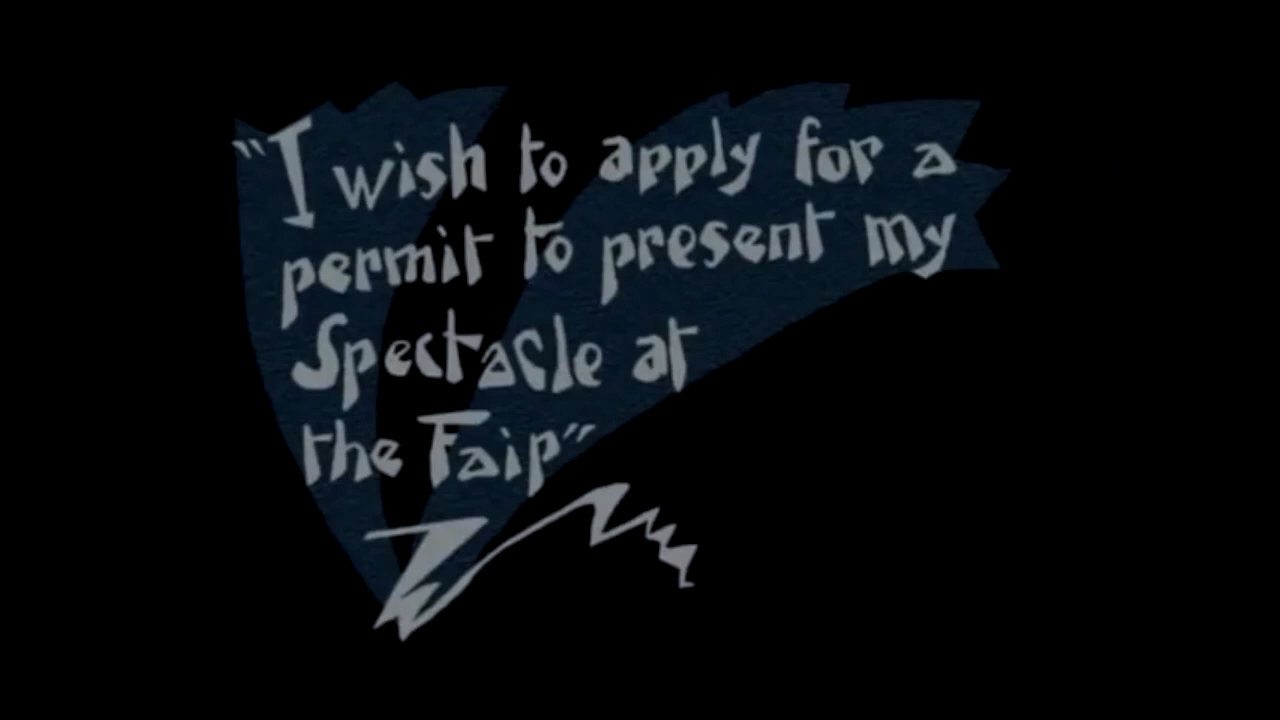 “I wish to apply for a
permit to present my
Spectacle at
the Fair”